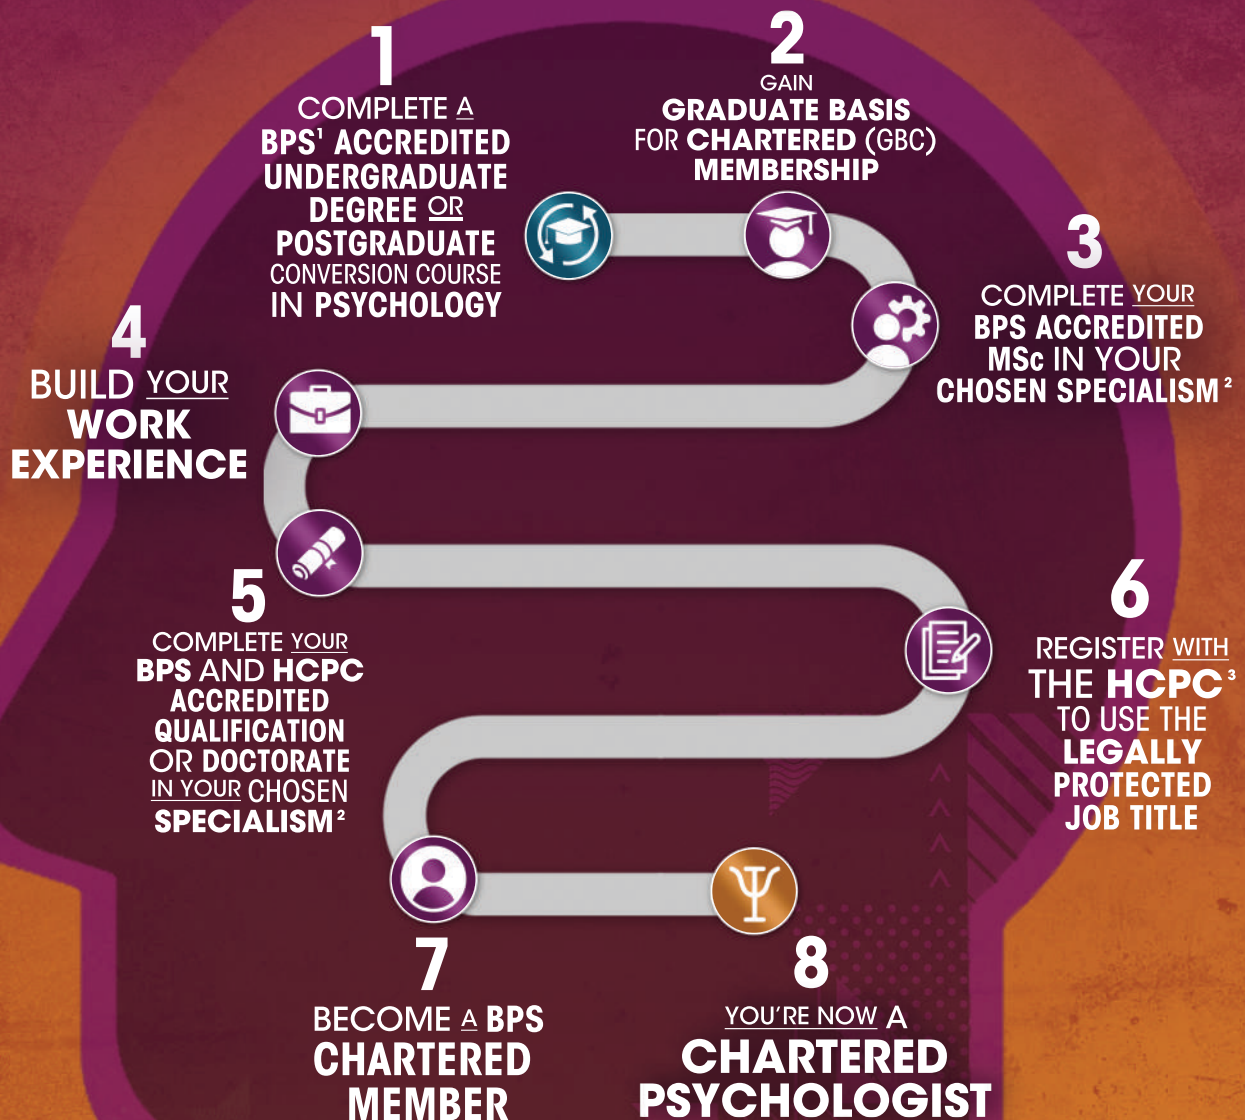 1
COMPLETE A
BPS¹ ACCREDITED
UNDERGRADUATE
DEGREE OR
POSTGRADUATE
CONVERSION COURSE
IN PSYCHOLOGY
2
GAIN
GRADUATE BASIS
FOR CHARTERED (GBC)
MEMBERSHIP
3
COMPLETE YOUR
BPS ACCREDITED
MSc IN YOUR
CHOSEN SPECIALISM²
4
BUILD YOUR
WORK
EXPERIENCE
5
COMPLETE YOUR
BPS AND HCPC
ACCREDITED
QUALIFICATION
OR DOCTORATE
IN YOUR CHOSEN
SPECIALISM²
6
REGISTER WITH
THE HCPC³
TO USE THE
LEGALLY
PROTECTED
JOB TITLE
7
BECOME A BPS
CHARTERED
MEMBER
8
YOU'RE NOW A
CHARTERED
PSYCHOLOGIST